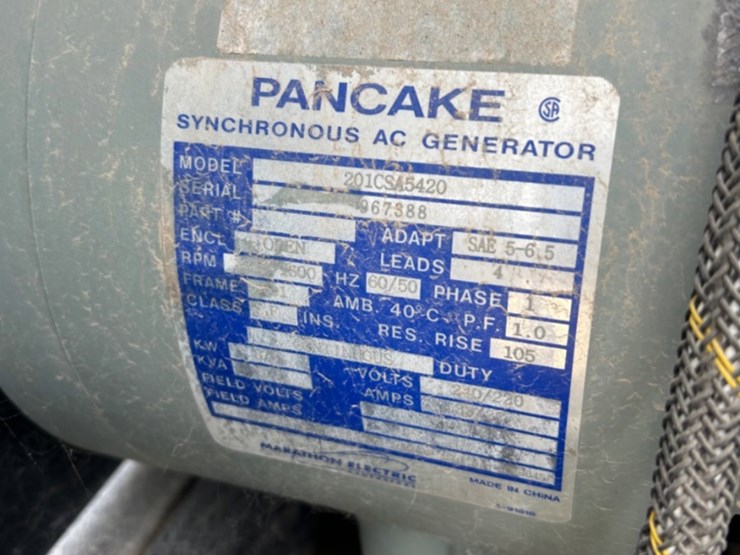 PANCAKE SA
SYNCHRONOUS AC GENERATOR
MODEL 201CSA5420
SERIAL 967388
PART #
ENCL OPEN ADAPT SAE 5-6.5
RPM LEADS 4
FRAME HZ 60/50 PHASE 1
CLASS INS. AMB. 40°C P.F. 1.0
RES. RISE 105
KW CONTINUOUS DUTY
KVA VOLTS 240/220
FIELD VOLTS AMPS
FIELD AMPS
MARATHON ELECTRIC
MADE IN CHINA